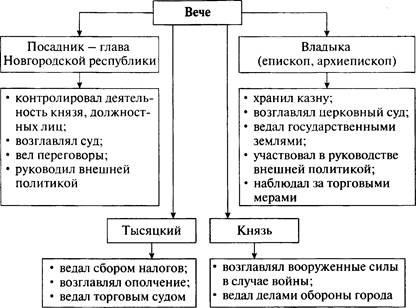 Вече
Посадник – глава
Новгородской республики
Владыка
(епископ, архиепископ)
• контролировал деятель-
ность князя, должност-
ных лиц;
• возглавлял суд;
• вел переговоры;
• руководил внешней
политикой
• хранил казну;
• возглавлял церковный суд;
• ведал государственными
землями;
• участвовал в руководстве
внешней политикой;
• наблюдал за торговыми
мерами
Тысяцкий
Князь
• ведал сбором налогов;
• возглавлял ополчение;
• ведал торговым судом
• возглавлял вооруженные силы
в случае войны;
• ведал делами обороны города